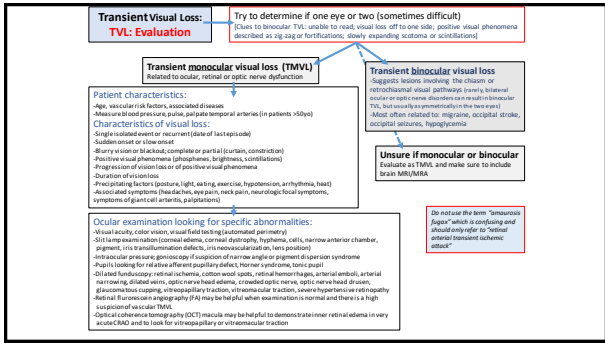 Transient Visual Loss:
TVL: Evaluation
Try to determine if one eye or two (sometimes difficult)
(Clues to binocular TVL: unable to read; visual loss off to one side; positive visual phenomena
described as zig-zag or fortifications; slowly expanding scotoma or scintillations)
Transient monocular visual loss (TMVL)
Related to ocular, retinal or optic nerve dysfunction
Transient binocular visual loss
-Suggests lesions involving the chiasm or
retrochiasmal visual pathways (rarely, bilateral
ocular or optic nerve disorders can result in binocular
TVL, but usually asymmetrically in the two eyes)
-Most often related to: migraine, occipital stroke,
occipital seizures, hypoglycemia
Patient characteristics:
-Age, vascular risk factors, associated diseases
-Measure blood pressure, pulse, palpate temporal arteries (in patients >50yo)
Characteristics of visual loss:
-Single isolated event or recurrent (date of last episode)
-Sudden onset or slow onset
-Blurry vision or blackout; complete or partial (curtain, constriction)
-Positive visual phenomena (phosphenes, brightness, scintillations)
-Progression of vision loss or of positive visual phenomena
-Duration of vision loss
-Precipitating factors (posture, light, eating, exercise, hypotension, arrhythmia, heat)
-Associated symptoms (headaches, eye pain, neck pain, neurologic focal symptoms,
symptoms of giant cell arteritis, palpitations)
Unsure if monocular or binocular
Evaluate as TMVL and make sure to include
brain MRI/MRA
Ocular examination looking for specific abnormalities:
-Visual acuity, color vision, visual field testing (automated perimetry)
-Slit lamp examination (corneal edema, corneal dystrophy, hyphema, cells, narrow anterior chamber,
pigment, iris transillumination defects, iris neovascularization, lens position)
-Intraocular pressure; gonioscopy if suspicion of narrow angle or pigment dispersion syndrome
-Pupils looking for relative afferent pupillary defect, Horner syndrome, tonic pupil
-Dilated funduscopy: retinal ischemia, cotton wool spots, retinal hemorrhages, arterial emboli, arterial
narrowing, dilated veins, optic nerve head edema, crowded optic nerve, optic nerve head drusen,
glaucomatous cupping, vitreopapillary traction, vitreomacular traction, severe hypertensive retinopathy
-Retinal fluorescein angiography (FA) may be helpful when examination is normal and there is a high
suspicion of vascular TMVL
-Optical coherence tomography (OCT) macula may be helpful to demonstrate inner retinal edema in very
acute CRAO and to look for vitreopapillary or vitreomacular traction
Do not use the term "amaurosis
fugax" which is confusing and
should only refer to "retinal
arterial transient ischemic
attack"